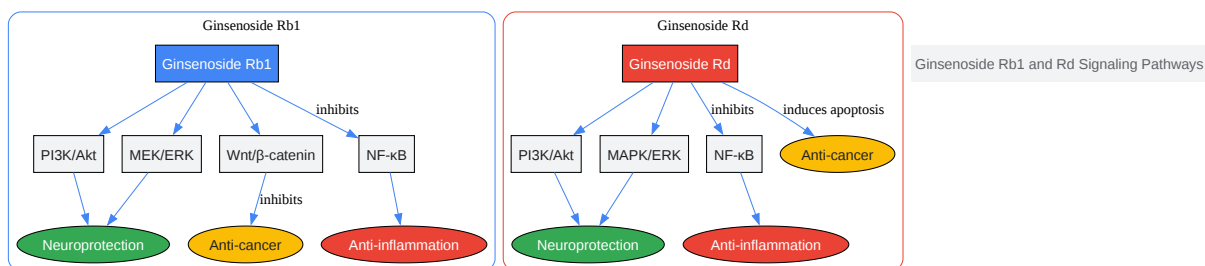 Ginsenoside Rb1
Ginsenoside Rb1
inhibits
PI3K/Akt
MEK/ERK
Wnt/β-catenin
NF-κB
inhibits
Neuroprotection
Anti-cancer
Anti-inflammation
Ginsenoside Rd
Ginsenoside Rd
inhibits
induces apoptosis
PI3K/Akt
MAPK/ERK
NF-κB
Anti-cancer
Neuroprotection
Anti-inflammation
Ginsenoside Rb1 and Rd Signaling Pathways